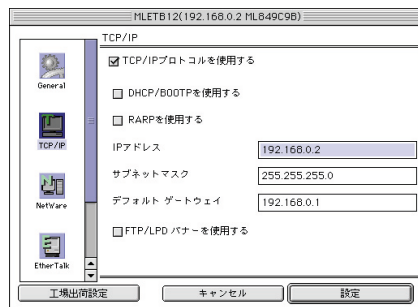 MLETB12(192.168.0.2 ML849C9B)
TCP/IP
General
TCP/IP
NetWare
EtherTalk
TCP/IPプロトコルを使用する
DHCP/BOOTPを使用する
RARPを使用する
IPアドレス 192.168.0.2
サブネットマスク 255.255.255.0
デフォルト ゲートウェイ 192.168.0.1
FTP/LPD バナーを使用する
工場出荷設定 キャンセル 設定